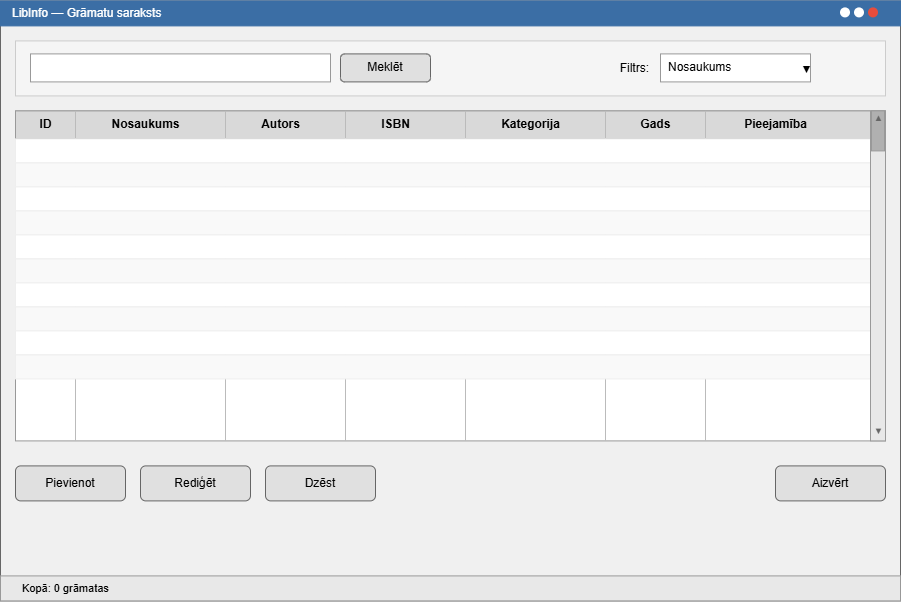 LibInfo — Grāmatu saraksts
Meklēt Filtrs: Nosaukums
ID Nosaukums Autors ISBN Kategorija Gads Pieejamība
Pievienot Rediģēt Dzēst Aizvērt
Kopā: 0 grāmatas